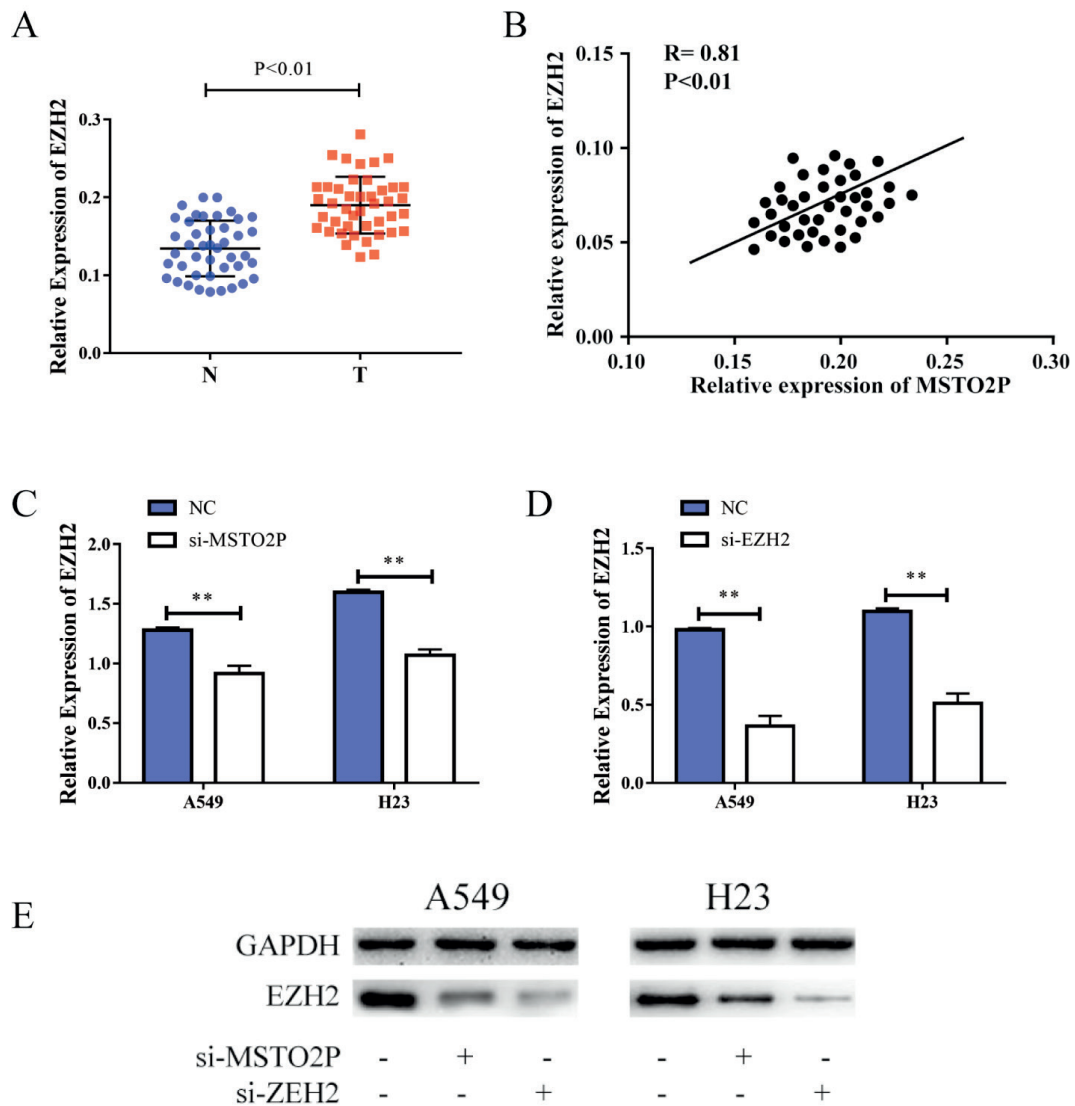 A
P<0.01
Relative Expression of EZH2
0.3
0.2
0.1
0.0
N
T
B
R= 0.81
P<0.01
Relative expression of EZH2
0.15
0.10
0.05
0.00
0.10
0.15
0.20
0.25
0.30
Relative expression of MSTO2P
C
NC
si-MSTO2P
Relative Expression of EZH2
2.0
1.5
1.0
0.5
0.0
**
**
A549
H23
D
NC
si-EZH2
Relative Expression of EZH2
1.5
1.0
0.5
0.0
**
**
A549
H23
E
A549 H23
GAPDH
EZH2
si-MSTO2P - + - - + -
si-ZEH2 - - + - - +